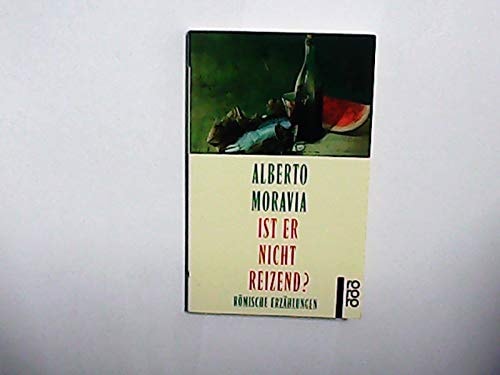 ALBERTO
MORAVIA
IST ER
NICHT
REIZEND?
RÖMISCHE ERZÄHLUNGEN
rororo